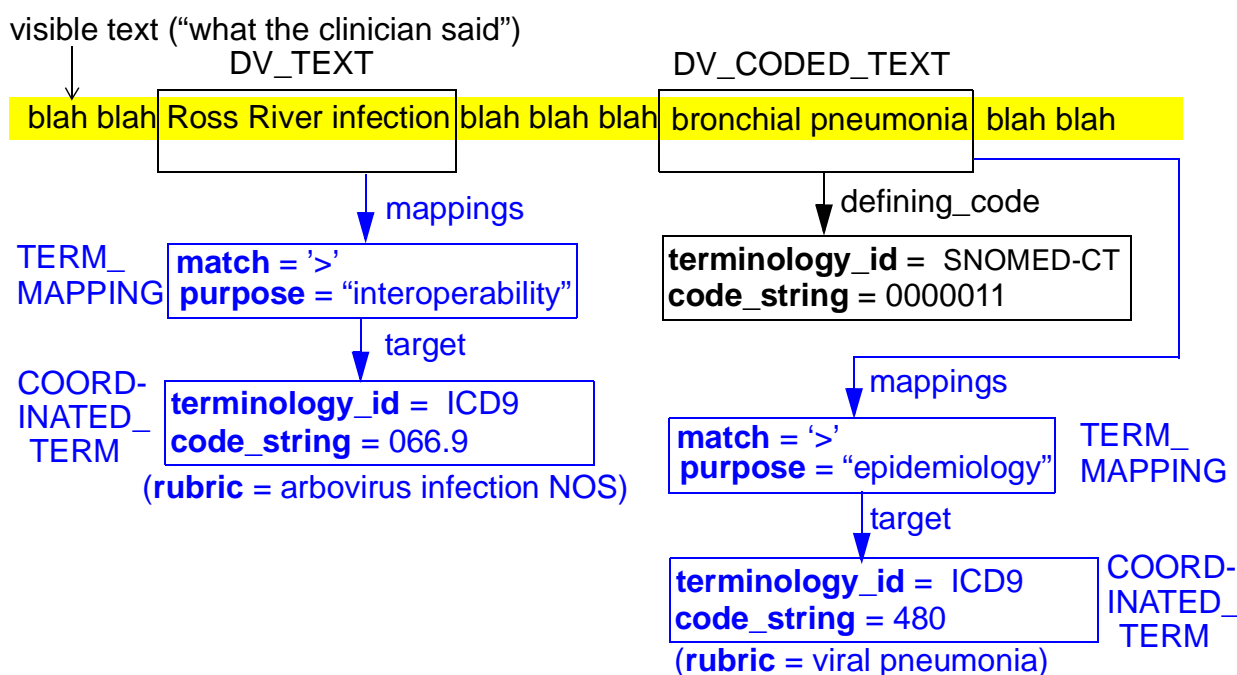 visible text (“what the clinician said”)
DV_TEXT
DV_CODED_TEXT
blah blah Ross River infection blah blah blah bronchial pneumonia blah blah
mappings
TERM_
MAPPING
match = ’>’
purpose = “interoperability”
target
COORD-
INATED_
TERM
terminology_id = ICD9
code_string = 066.9
(rubric = arbovirus infection NOS)
defining_code
terminology_id = SNOMED-CT
code_string = 0000011
mappings
match = ‘>’
purpose = “epidemiology”
TERM_
MAPPING
target
terminology_id = ICD9
code_string = 480
COORD-
INATED_
TERM
(rubric = viral pneumonia)